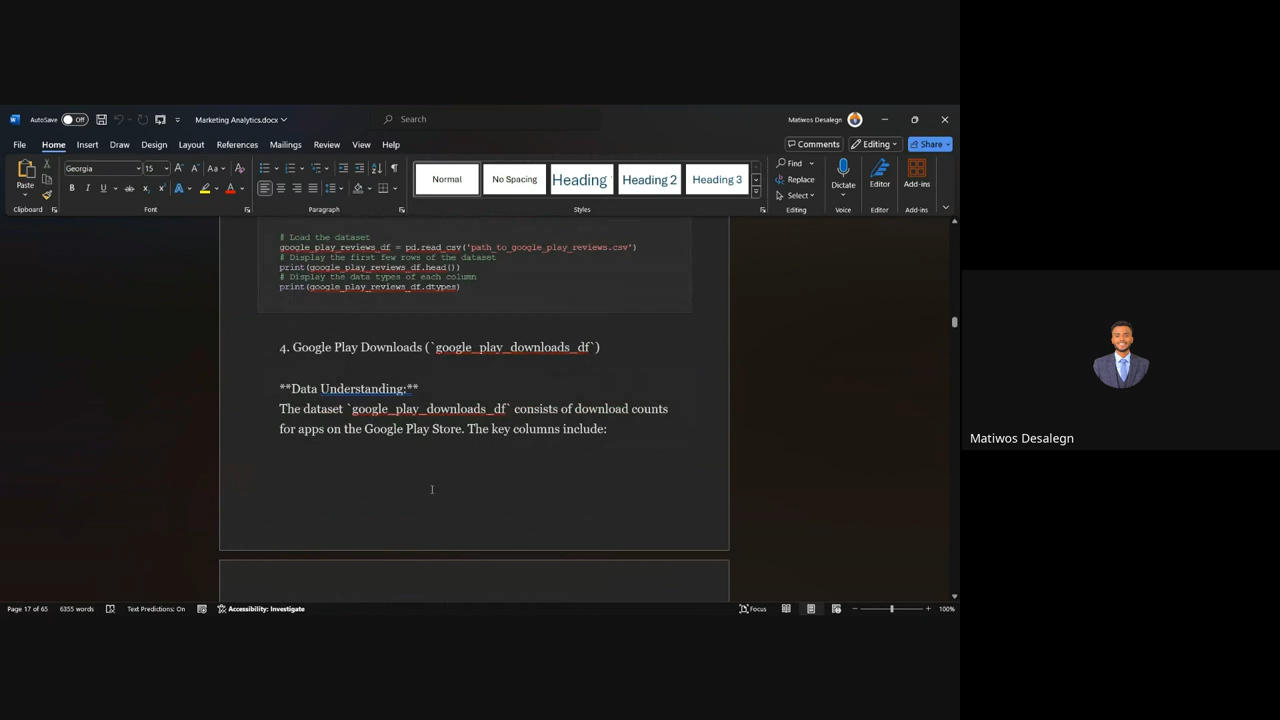 AutoSave Off Marketing Analytics.docx Search Matiwos Desalegn
File Home Insert Draw Design Layout References Mailings Review View Help Comments Editing Share
Paste Georgia 15 Normal No Spacing Heading Heading 2 Heading 3 Find Replace Select Dictate Editor Add-ins
Clipboard Font Paragraph Styles Editing Voice Editor Add-ins
# Load the dataset
google_play_reviews_df = pd.read_csv('path_to_google_play_reviews.csv')
# Display the first few rows of the dataset
print(google_play_reviews_df.head())
# Display the data types of each column
print(google_play_reviews_df.dtypes)
4. Google Play Downloads (`google_play_downloads_df`)
**Data Understanding:**
The dataset `google_play_downloads_df` consists of download counts
for apps on the Google Play Store. The key columns include:
Page 17 of 65 6355 words Text Predictions: On Accessibility: Investigate Focus 100%
Matiwos Desalegn